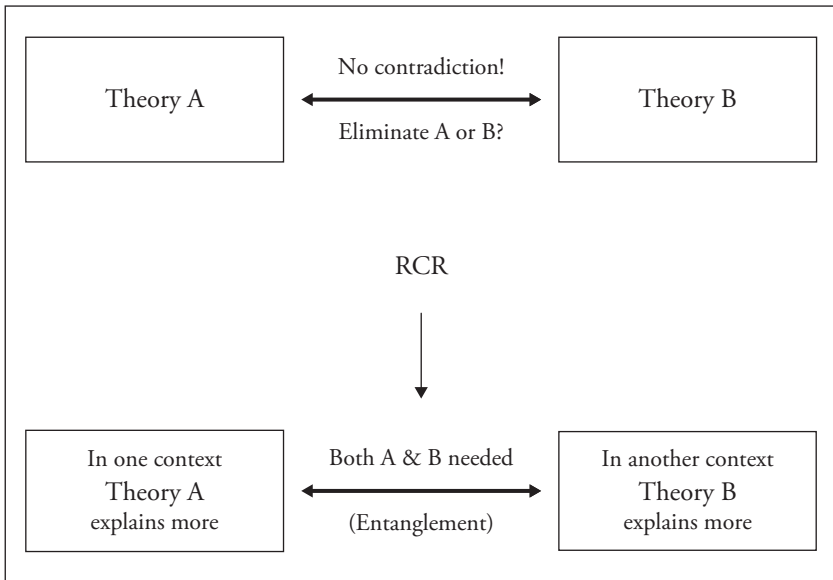 No contradiction!
Theory A
Theory B
Eliminate A or B?
RCR
In one context
Theory A
explains more
Both A & B needed
(Entanglement)
In another context
Theory B
explains more